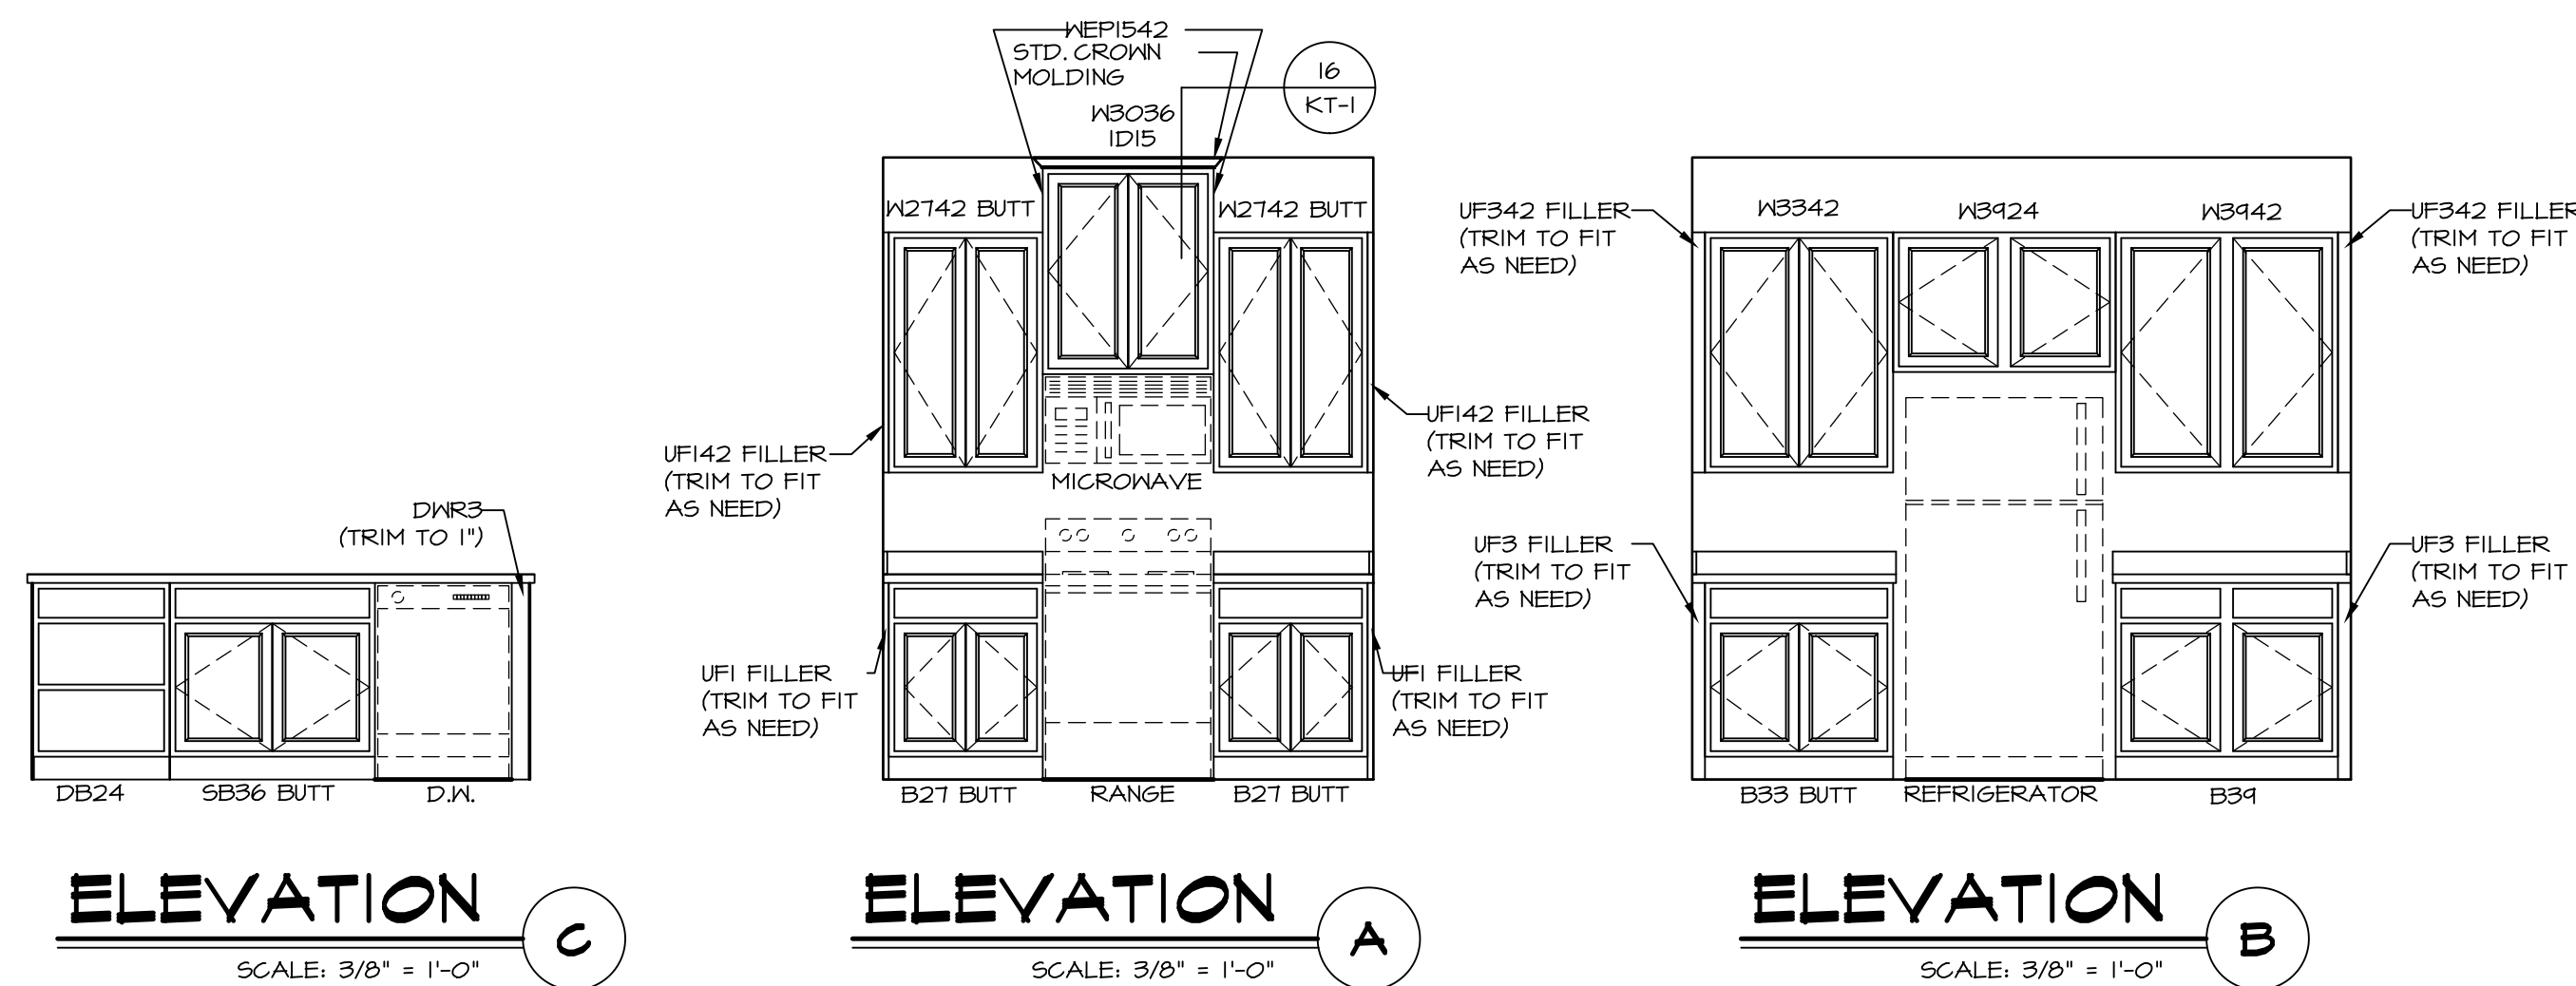 DWR3
(TRIM TO 1")
DB24
SB36 BUTT
D.W.
ELEVATION
C
SCALE: 3/8" = 1'-0"
WEP1542
STD. CROWN
MOLDING
16
KT-1
W3036
1D15
W2742 BUTT
W2742 BUTT
UF142 FILLER
(TRIM TO FIT
AS NEED)
UF142 FILLER
(TRIM TO FIT
AS NEED)
MICROWAVE
UF1 FILLER
(TRIM TO FIT
AS NEED)
UF1 FILLER
(TRIM TO FIT
AS NEED)
B27 BUTT
RANGE
B27 BUTT
ELEVATION
A
SCALE: 3/8" = 1'-0"
UF342 FILLER
(TRIM TO FIT
AS NEED)
W3342
W3924
W3942
UF342 FILLER
(TRIM TO FIT
AS NEED)
UF3 FILLER
(TRIM TO FIT
AS NEED)
UF3 FILLER
(TRIM TO FIT
AS NEED)
B33 BUTT
REFRIGERATOR
B39
ELEVATION
B
SCALE: 3/8" = 1'-0"